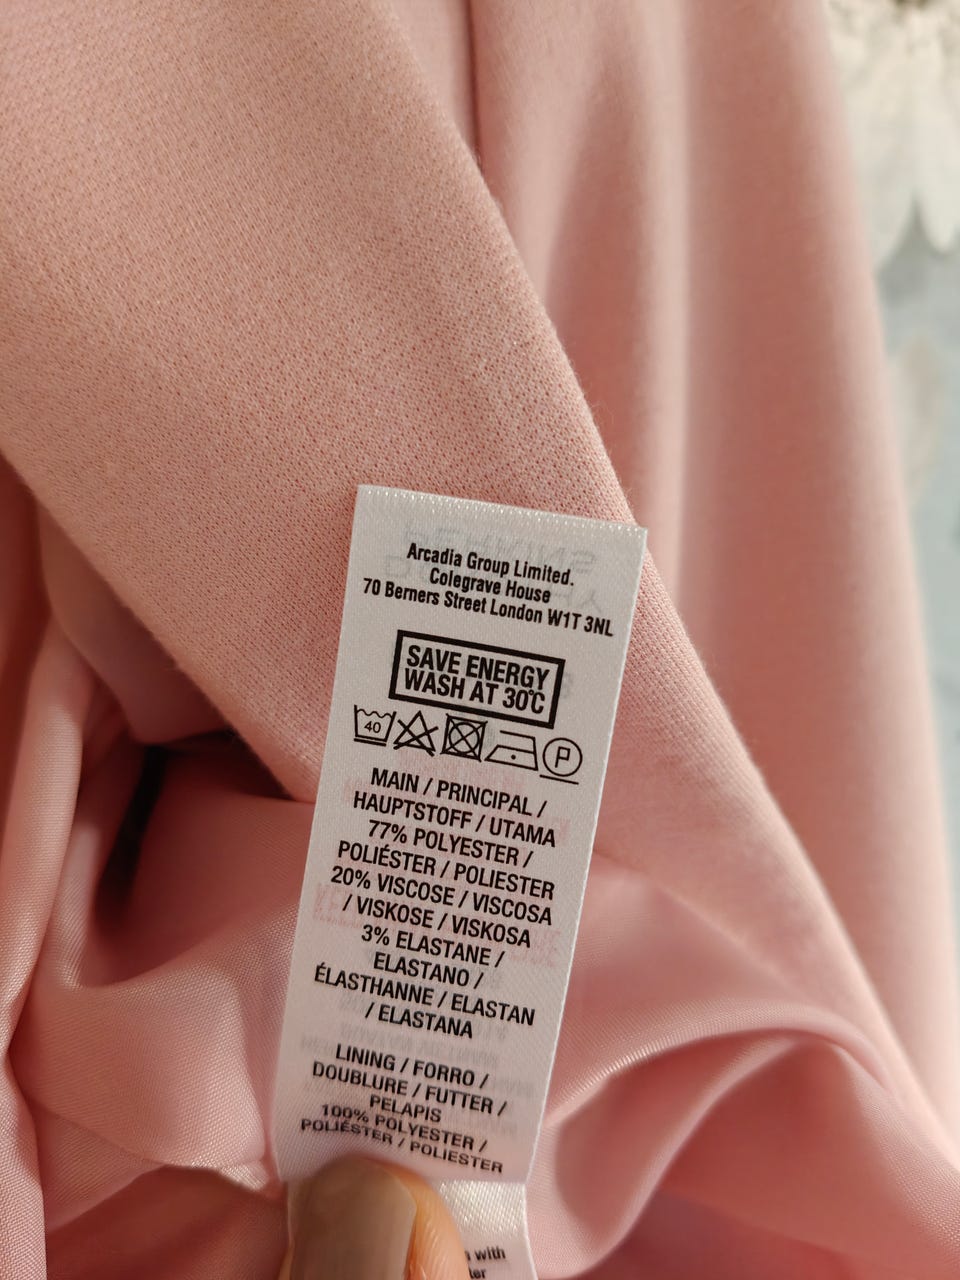 Arcadia Group Limited.
Colegrave House
70 Berners Street London W1T 3NL
SAVE ENERGY
WASH AT 30°C
40
P
MAIN / PRINCIPAL /
HAUPTSTOFF / UTAMA
77% POLYESTER /
POLIÉSTER / POLIESTER
20% VISCOSE / VISCOSA
/ VISKOSE / VISKOSA
3% ELASTANE /
ELASTANO /
ÉLASTHANNE / ELASTAN
/ ELASTANA
LINING / FORRO /
DOUBLURE / FUTTER /
PELAPIS
100% POLYESTER /
POLIÉSTER / POLIESTER
with